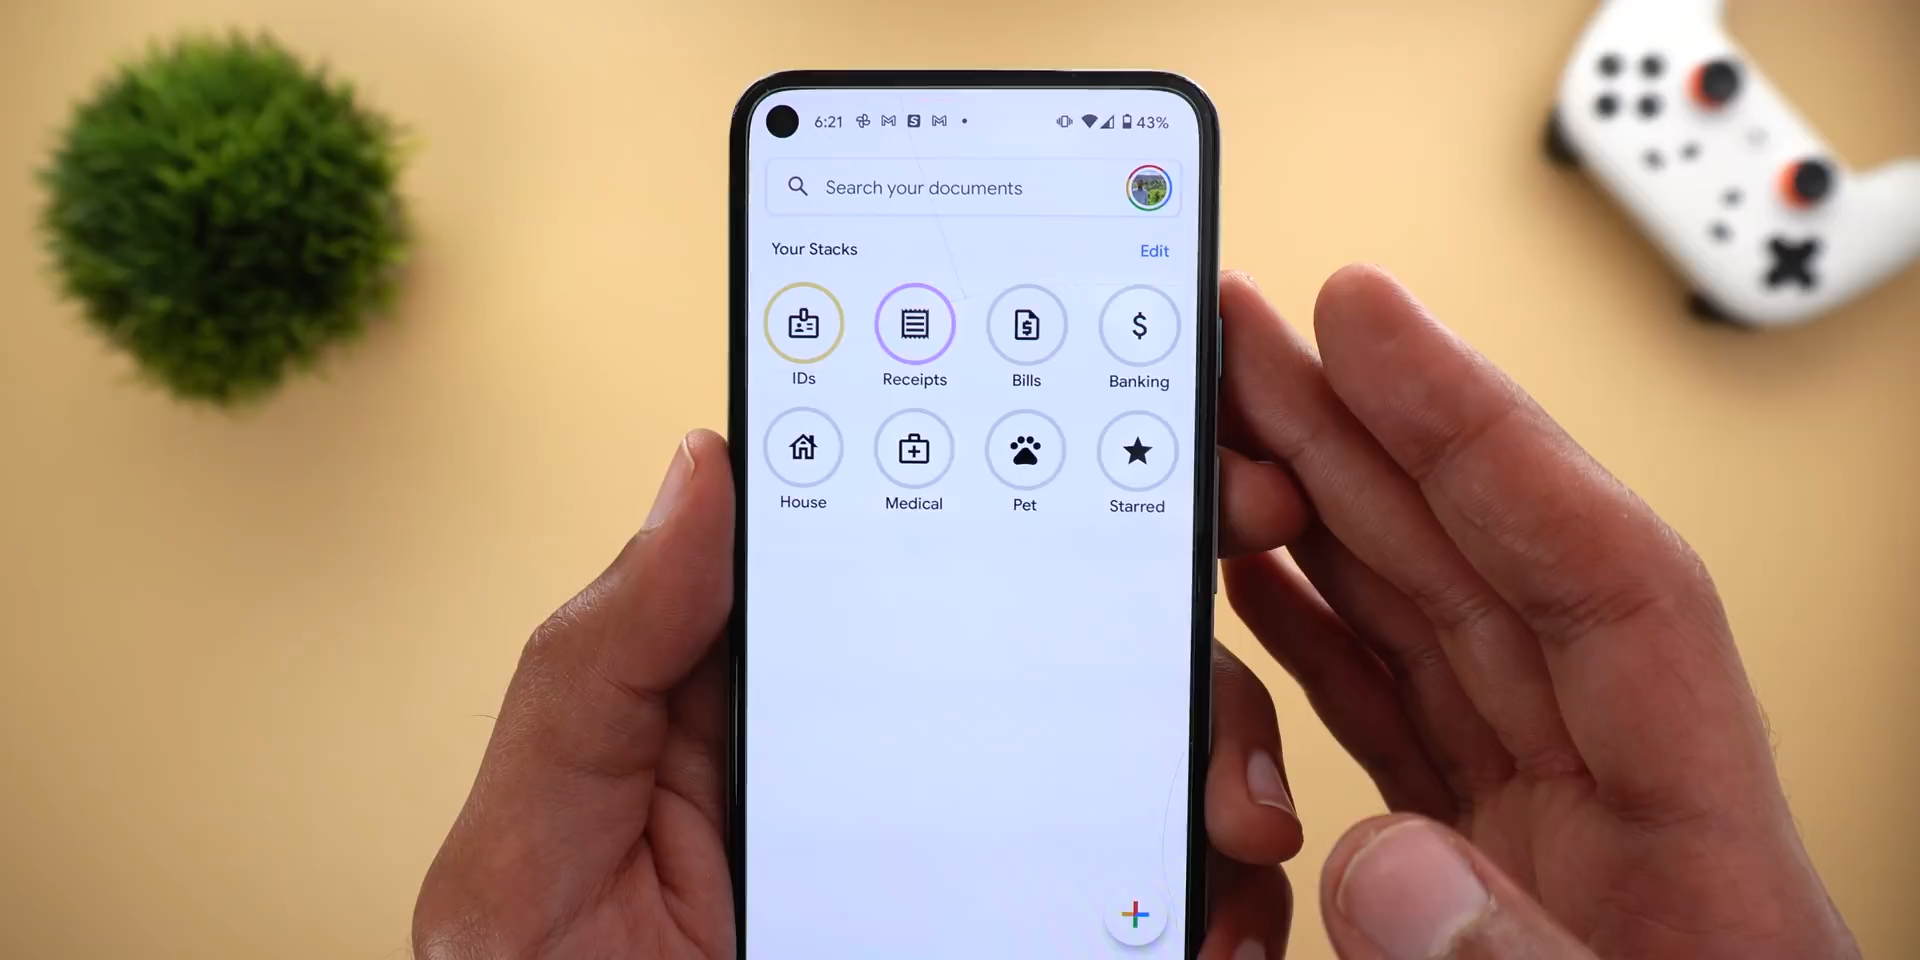 6:21 43%
Search your documents
Your Stacks Edit
IDs Receipts Bills Banking
House Medical Pet Starred